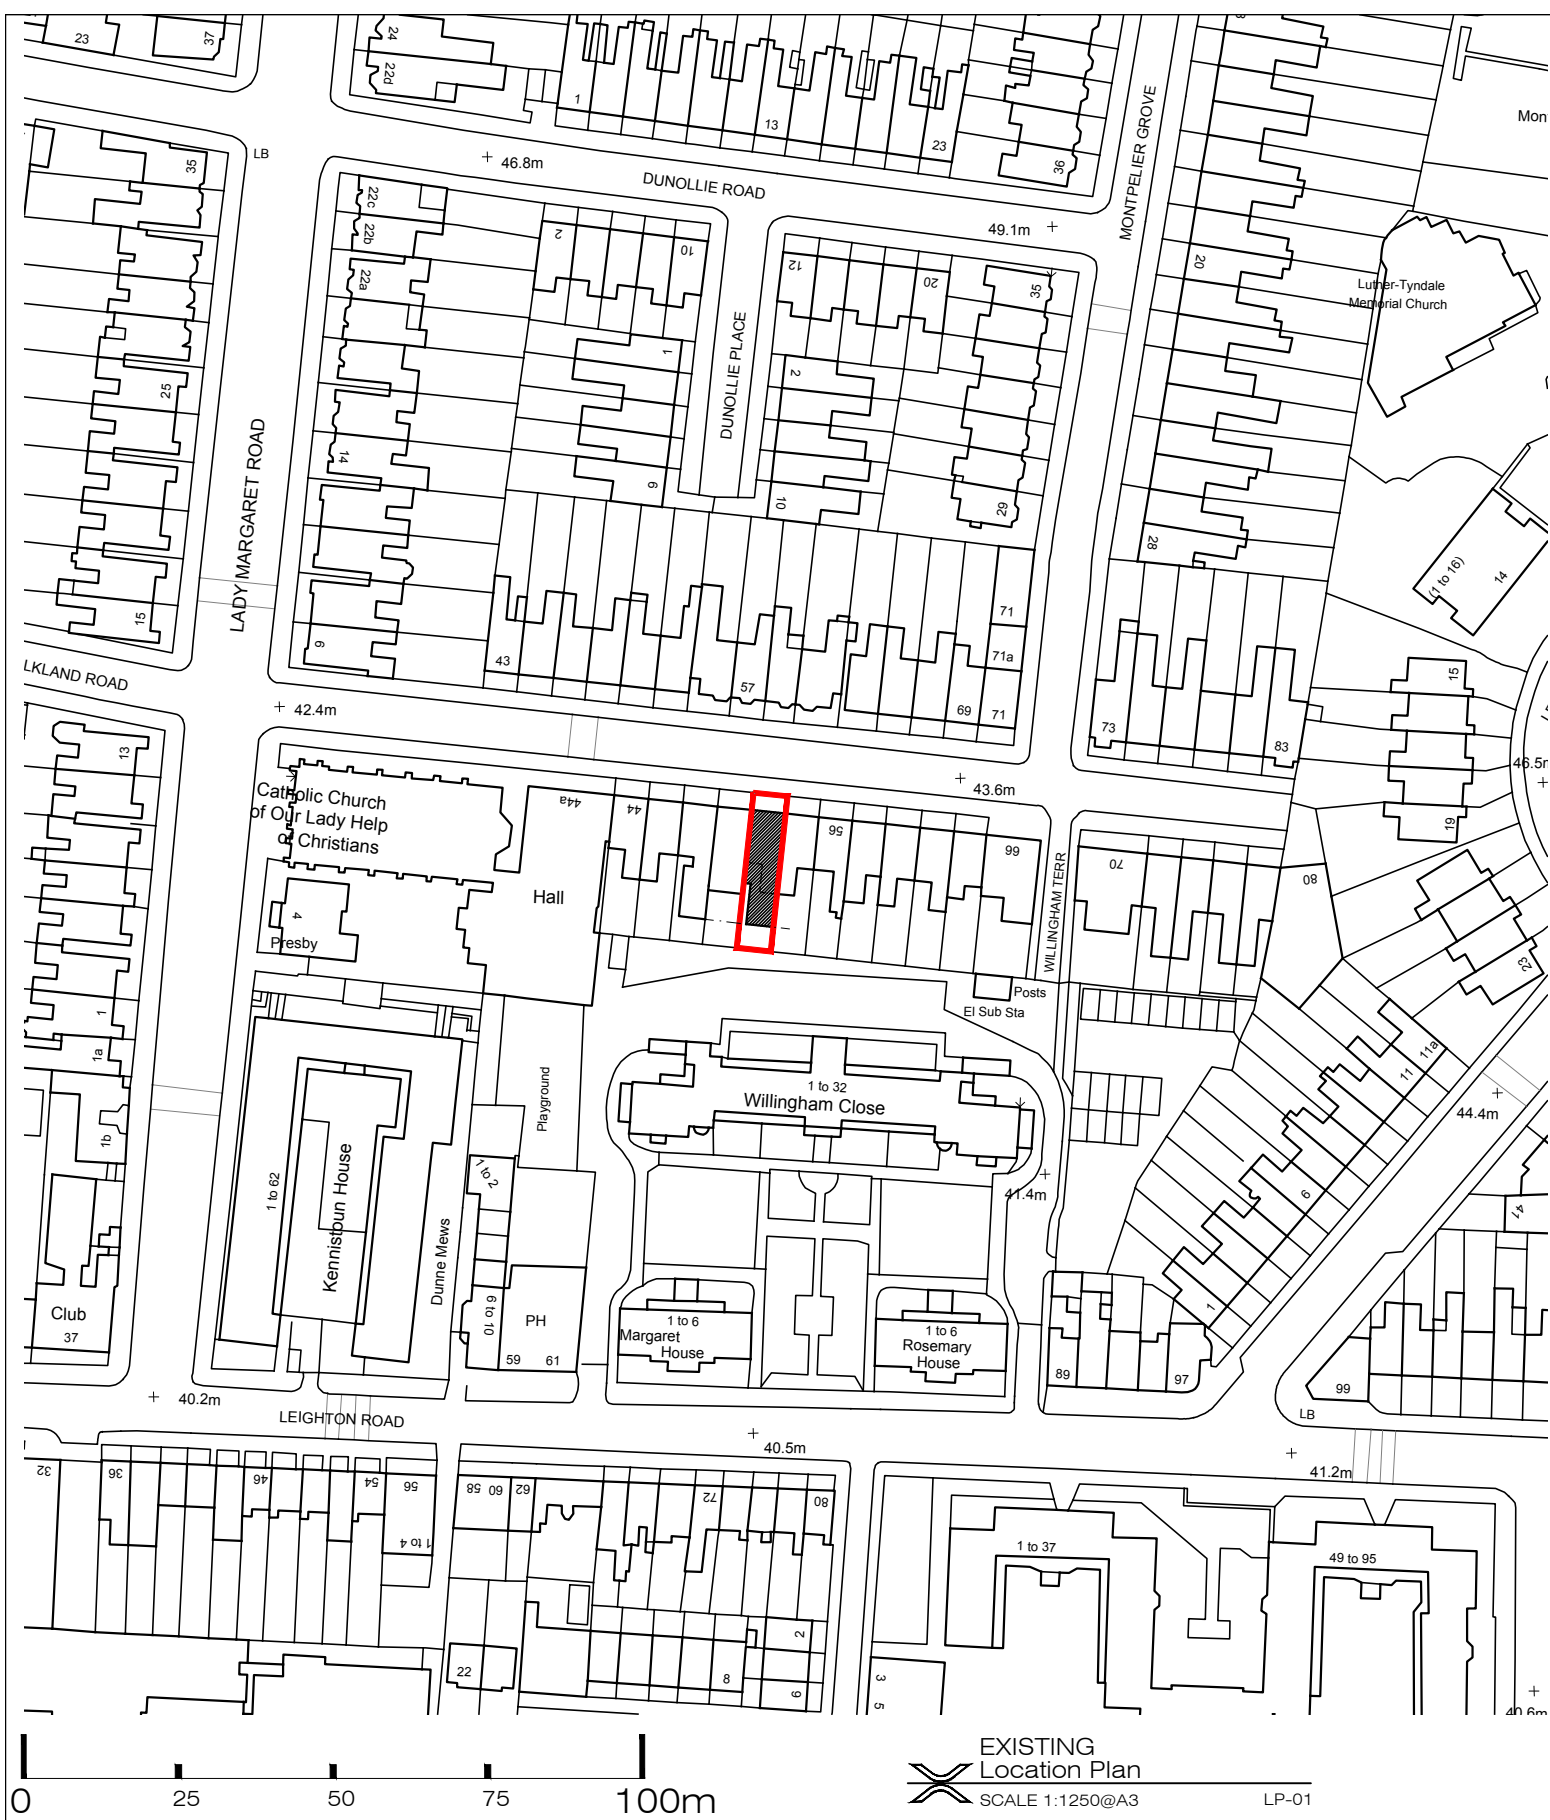 23
37
24
22d
1
13
23
36
MONTPELIER GROVE
35
LB
46.8m
DUNOLLIE ROAD
49.1m
22c
22b
22a
2
10
12
20
35
20
Luther-Tyndale
Memorial Church
DUNOLLIE PLACE
1
2
25
14
6
10
29
28
LADY MARGARET ROAD
15
9
43
57
69
71
71a
71
73
83
(1 to 16)
14
15
19
23
46.5m
LKLAND ROAD
42.4m
43.6m
13
Catholic Church
of Our Lady Help
of Christians
44a
44
56
66
70
80
WILLINGHAM TERR
Hall
4
Presby
Posts
El Sub Sta
1
1a
1b
1 to 32
Willingham Close
Playground
1 to 2
11a
11
44.4m
1 to 62
Kennistoun House
Dunne Mews
41.4m
6
41
Club
37
6 to 10
PH
59
61
1 to 6
Margaret
House
1 to 6
Rosemary
House
1
89
97
99
40.2m
LEIGHTON ROAD
LB
40.5m
41.2m
32
36
46
54
56
1 to 4
58
60
62
72
80
1 to 37
49 to 95
22
8
2
6
3
5
40.6m
0
25
50
75
100m
EXISTING
Location Plan
SCALE 1:1250@A3
LP-01